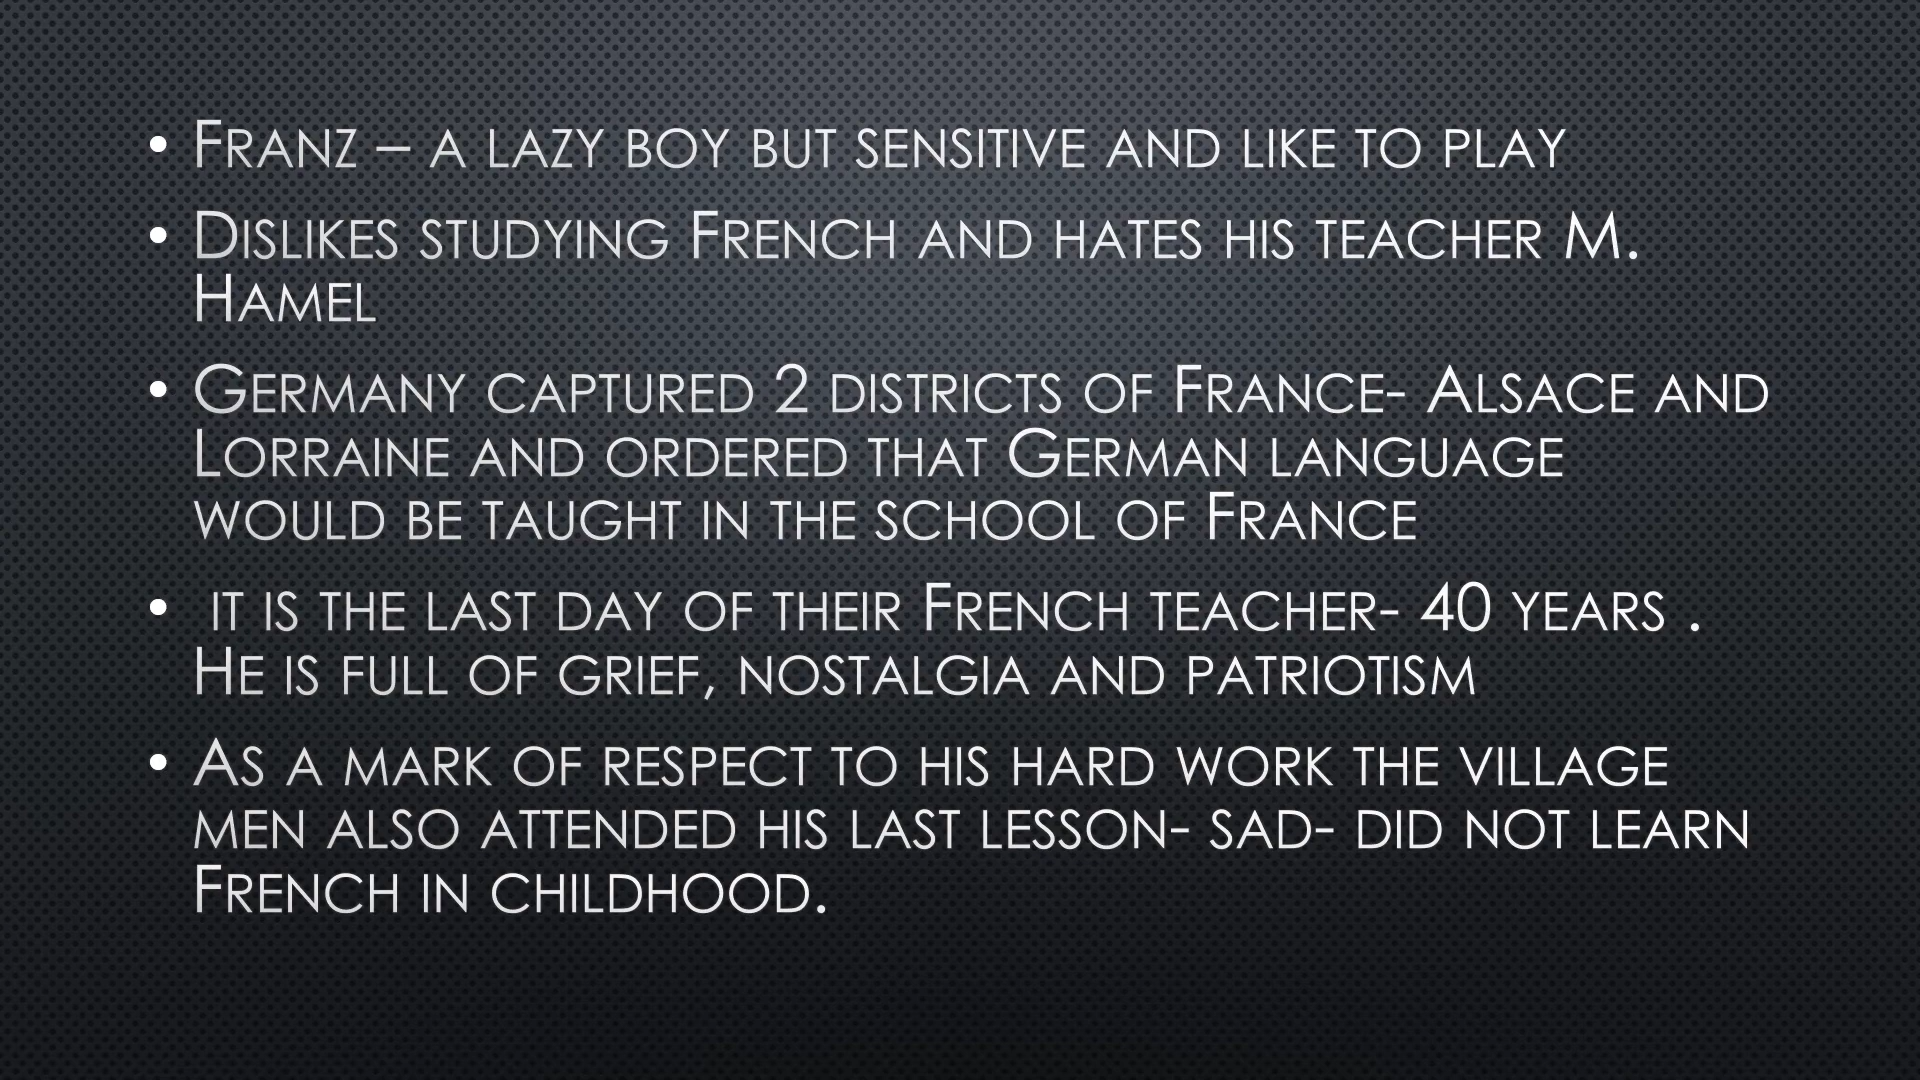 • Franz – a lazy boy but sensitive and like to play
• Dislikes studying French and hates his teacher M.
Hamel
• Germany captured 2 districts of France- Alsace and
Lorraine and ordered that German language
would be taught in the school of France
• it is the last day of their French teacher- 40 years .
He is full of grief, nostalgia and patriotism
• As a mark of respect to his hard work the village
men also attended his last lesson- sad- did not learn
French in childhood.